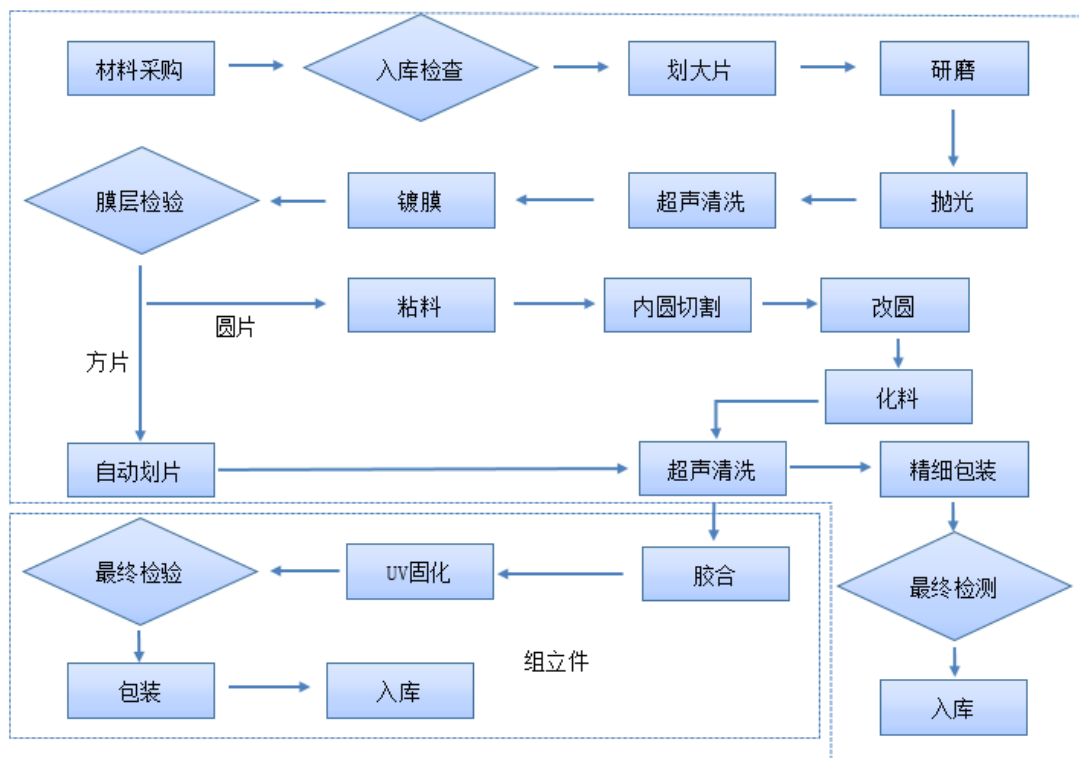 材料采购
入库检查
划大片
研磨
膜层检验
镀膜
超声清洗
抛光
粘料
内圆切割
改圆
圆片
方片
化料
自动划片
超声清洗
精细包装
最终检验
UV固化
胶合
最终检测
组立件
包装
入库
入库